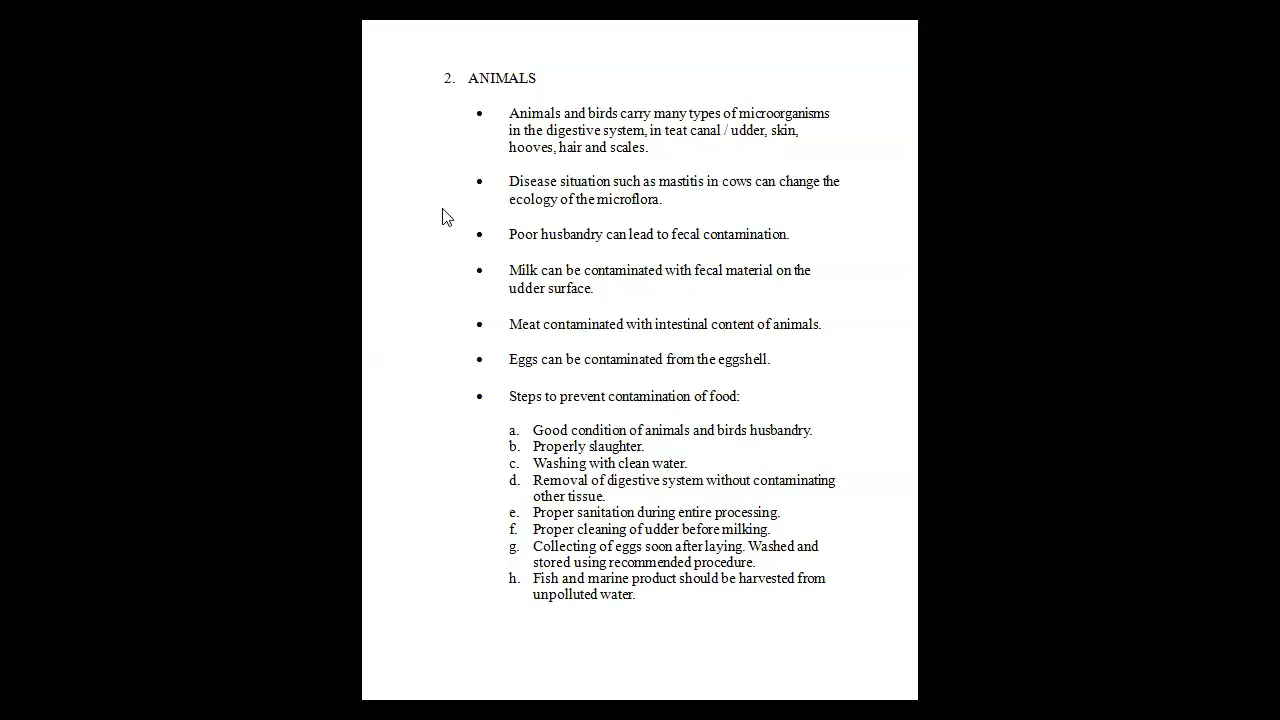 2. ANIMALS
• Animals and birds carry many types of microorganisms
in the digestive system, in teat canal / udder, skin,
hooves, hair and scales.
• Disease situation such as mastitis in cows can change the
ecology of the microflora.
• Poor husbandry can lead to fecal contamination.
• Milk can be contaminated with fecal material on the
udder surface.
• Meat contaminated with intestinal content of animals.
• Eggs can be contaminated from the eggshell.
• Steps to prevent contamination of food:
a. Good condition of animals and birds husbandry.
b. Properly slaughter.
c. Washing with clean water.
d. Removal of digestive system without contaminating
other tissue.
e. Proper sanitation during entire processing.
f. Proper cleaning of udder before milking.
g. Collecting of eggs soon after laying. Washed and
stored using recommended procedure.
h. Fish and marine product should be harvested from
unpolluted water.